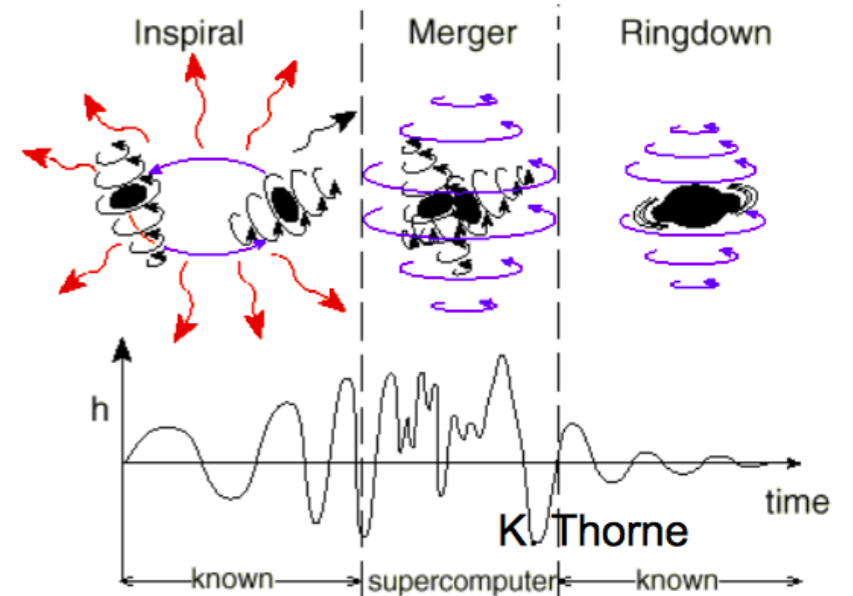 Inspiral
Merger
Ringdown
h
time
K. Thorne
known
supercomputer
known